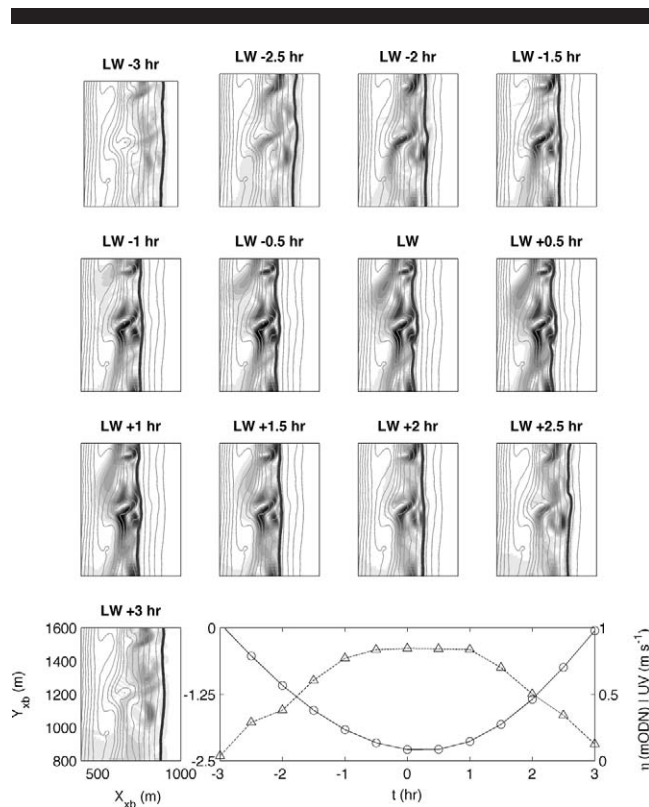 LW -3 hr
LW -2.5 hr
LW -2 hr
LW -1.5 hr
LW -1 hr
LW -0.5 hr
LW
LW +0.5 hr
LW +1 hr
LW +1.5 hr
LW +2 hr
LW +2.5 hr
LW +3 hr
1600
1400
1200
1000
800
Y_xb (m)
500
1000
X_xb (m)
0
-1.25
-2.5
-3
-2
-1
0
1
2
3
t (hr)
1
0.5
0
η (mODN) | UV (m s⁻¹)